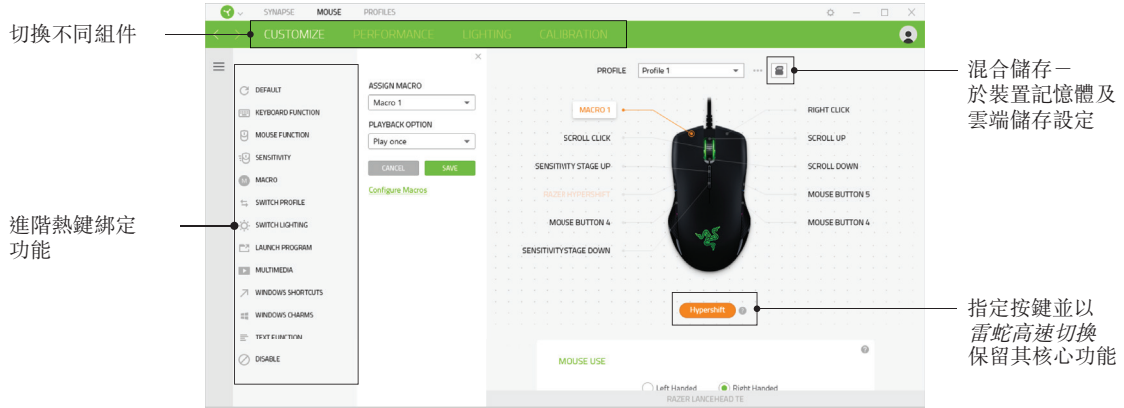 SYNAPSE MOUSE PROFILES
切換不同組件
CUSTOMIZE PERFORMANCE LIGHTING CALIBRATION
PROFILE Profile 1
混合儲存－
於裝置記憶體及
雲端儲存設定
DEFAULT
KEYBOARD FUNCTION
MOUSE FUNCTION
SENSITIVITY
MACRO
SWITCH PROFILE
SWITCH LIGHTING
LAUNCH PROGRAM
MULTIMEDIA
WINDOWS SHORTCUTS
WINDOWS CHARMS
TEXT FUNCTION
DISABLE
進階熱鍵綁定
功能
ASSIGN MACRO
Macro 1
PLAYBACK OPTION
Play once
CANCEL SAVE
Configure Macros
MACRO 1
SCROLL CLICK
SENSITIVITY STAGE UP
RAZER HYPERSHIFT
MOUSE BUTTON 4
SENSITIVITY STAGE DOWN
RIGHT CLICK
SCROLL UP
SCROLL DOWN
MOUSE BUTTON 5
MOUSE BUTTON 4
Hypershift
指定按鍵並以
雷蛇高速切換
保留其核心功能
MOUSE USE
Left Handed Right Handed
RAZER LANCEHEAD TE